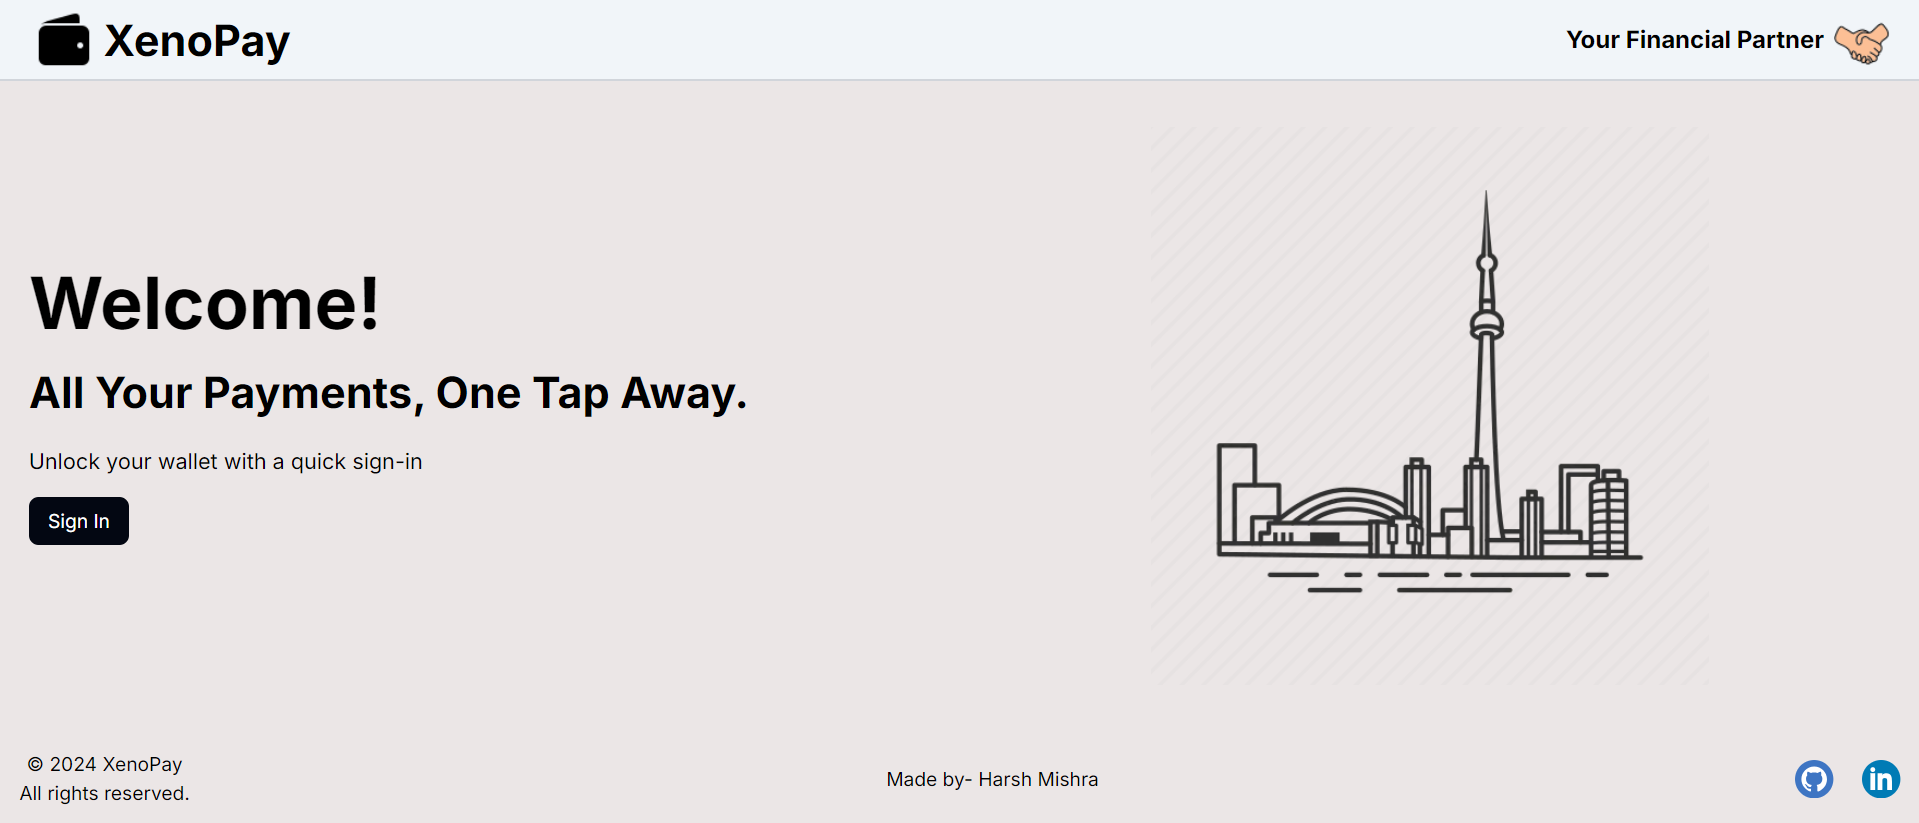 XenoPay
Your Financial Partner
Welcome!
All Your Payments, One Tap Away.
Unlock your wallet with a quick sign-in
Sign In
© 2024 XenoPay
All rights reserved.
Made by- Harsh Mishra
in